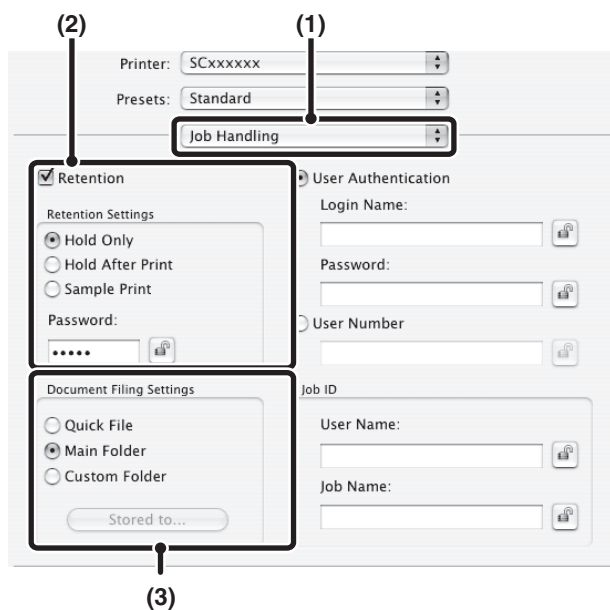 (2) (1)
Printer: SCxxxxxx
Presets: Standard
Job Handling
Retention
Retention Settings
Hold Only
Hold After Print
Sample Print
Password:
•••••
User Authentication
Login Name:
Password:
User Number
Document Filing Settings
Quick File
Main Folder
Custom Folder
Stored to...
Job ID
User Name:
Job Name:
(3)